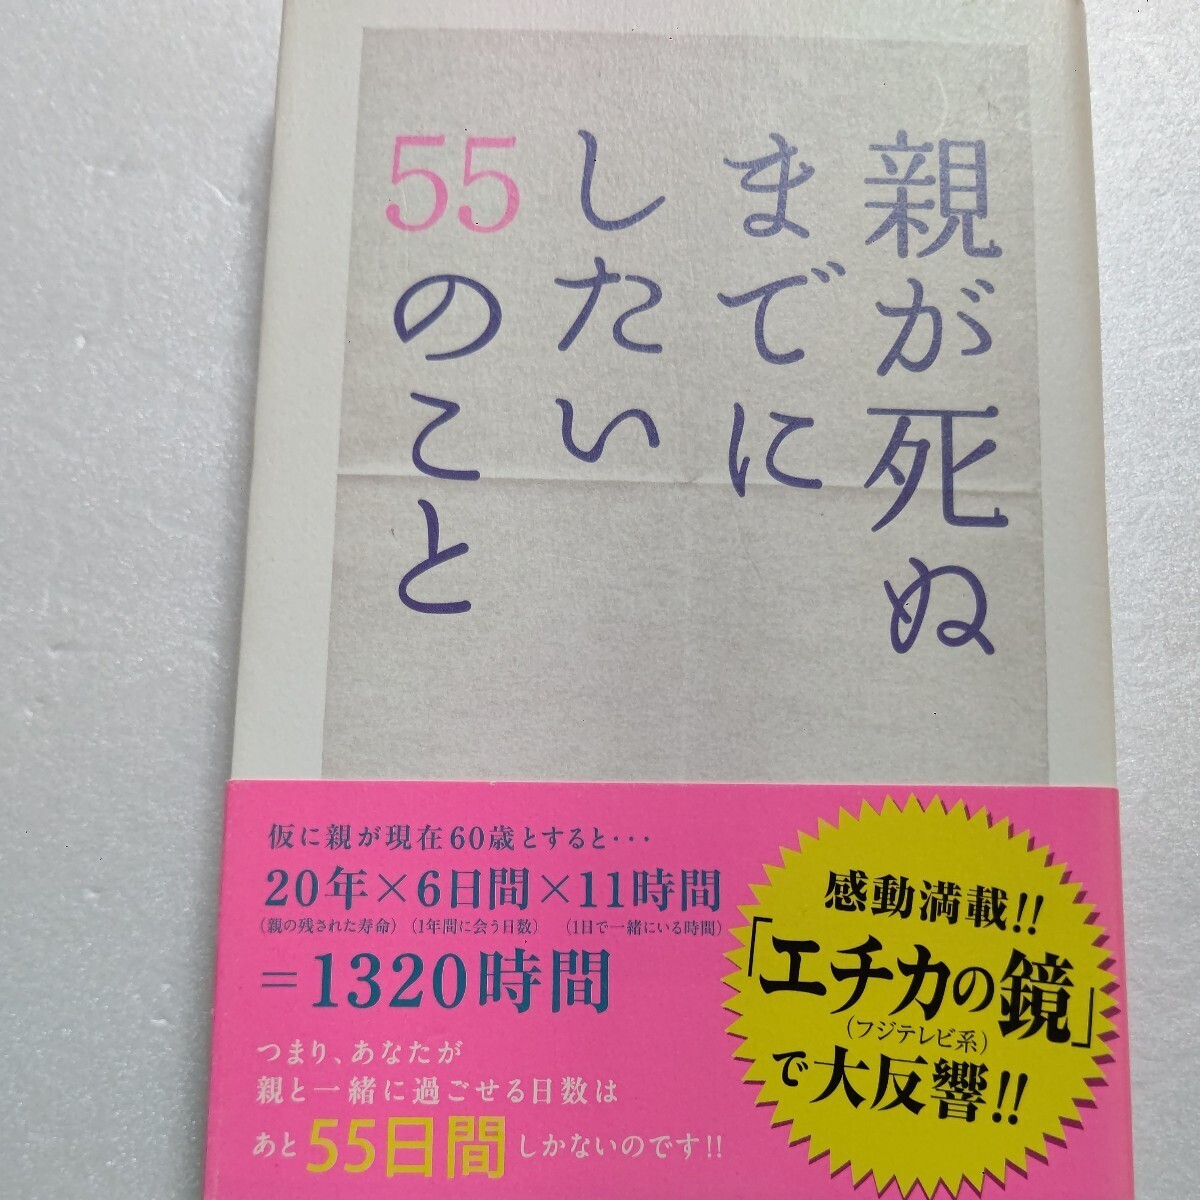 親が死ぬ
までに
したい
55のこと
仮に親が現在60歳とすると・・・
20年×6日間×11時間
(親の残された寿命) (1年間に会う日数) (1日で一緒にいる時間)
=1320時間
つまり、あなたが
親と一緒に過ごせる日数は
あと55日間しかないのです!!
感動満載!!
「エチカの鏡」
(フジテレビ系)
で大反響!!